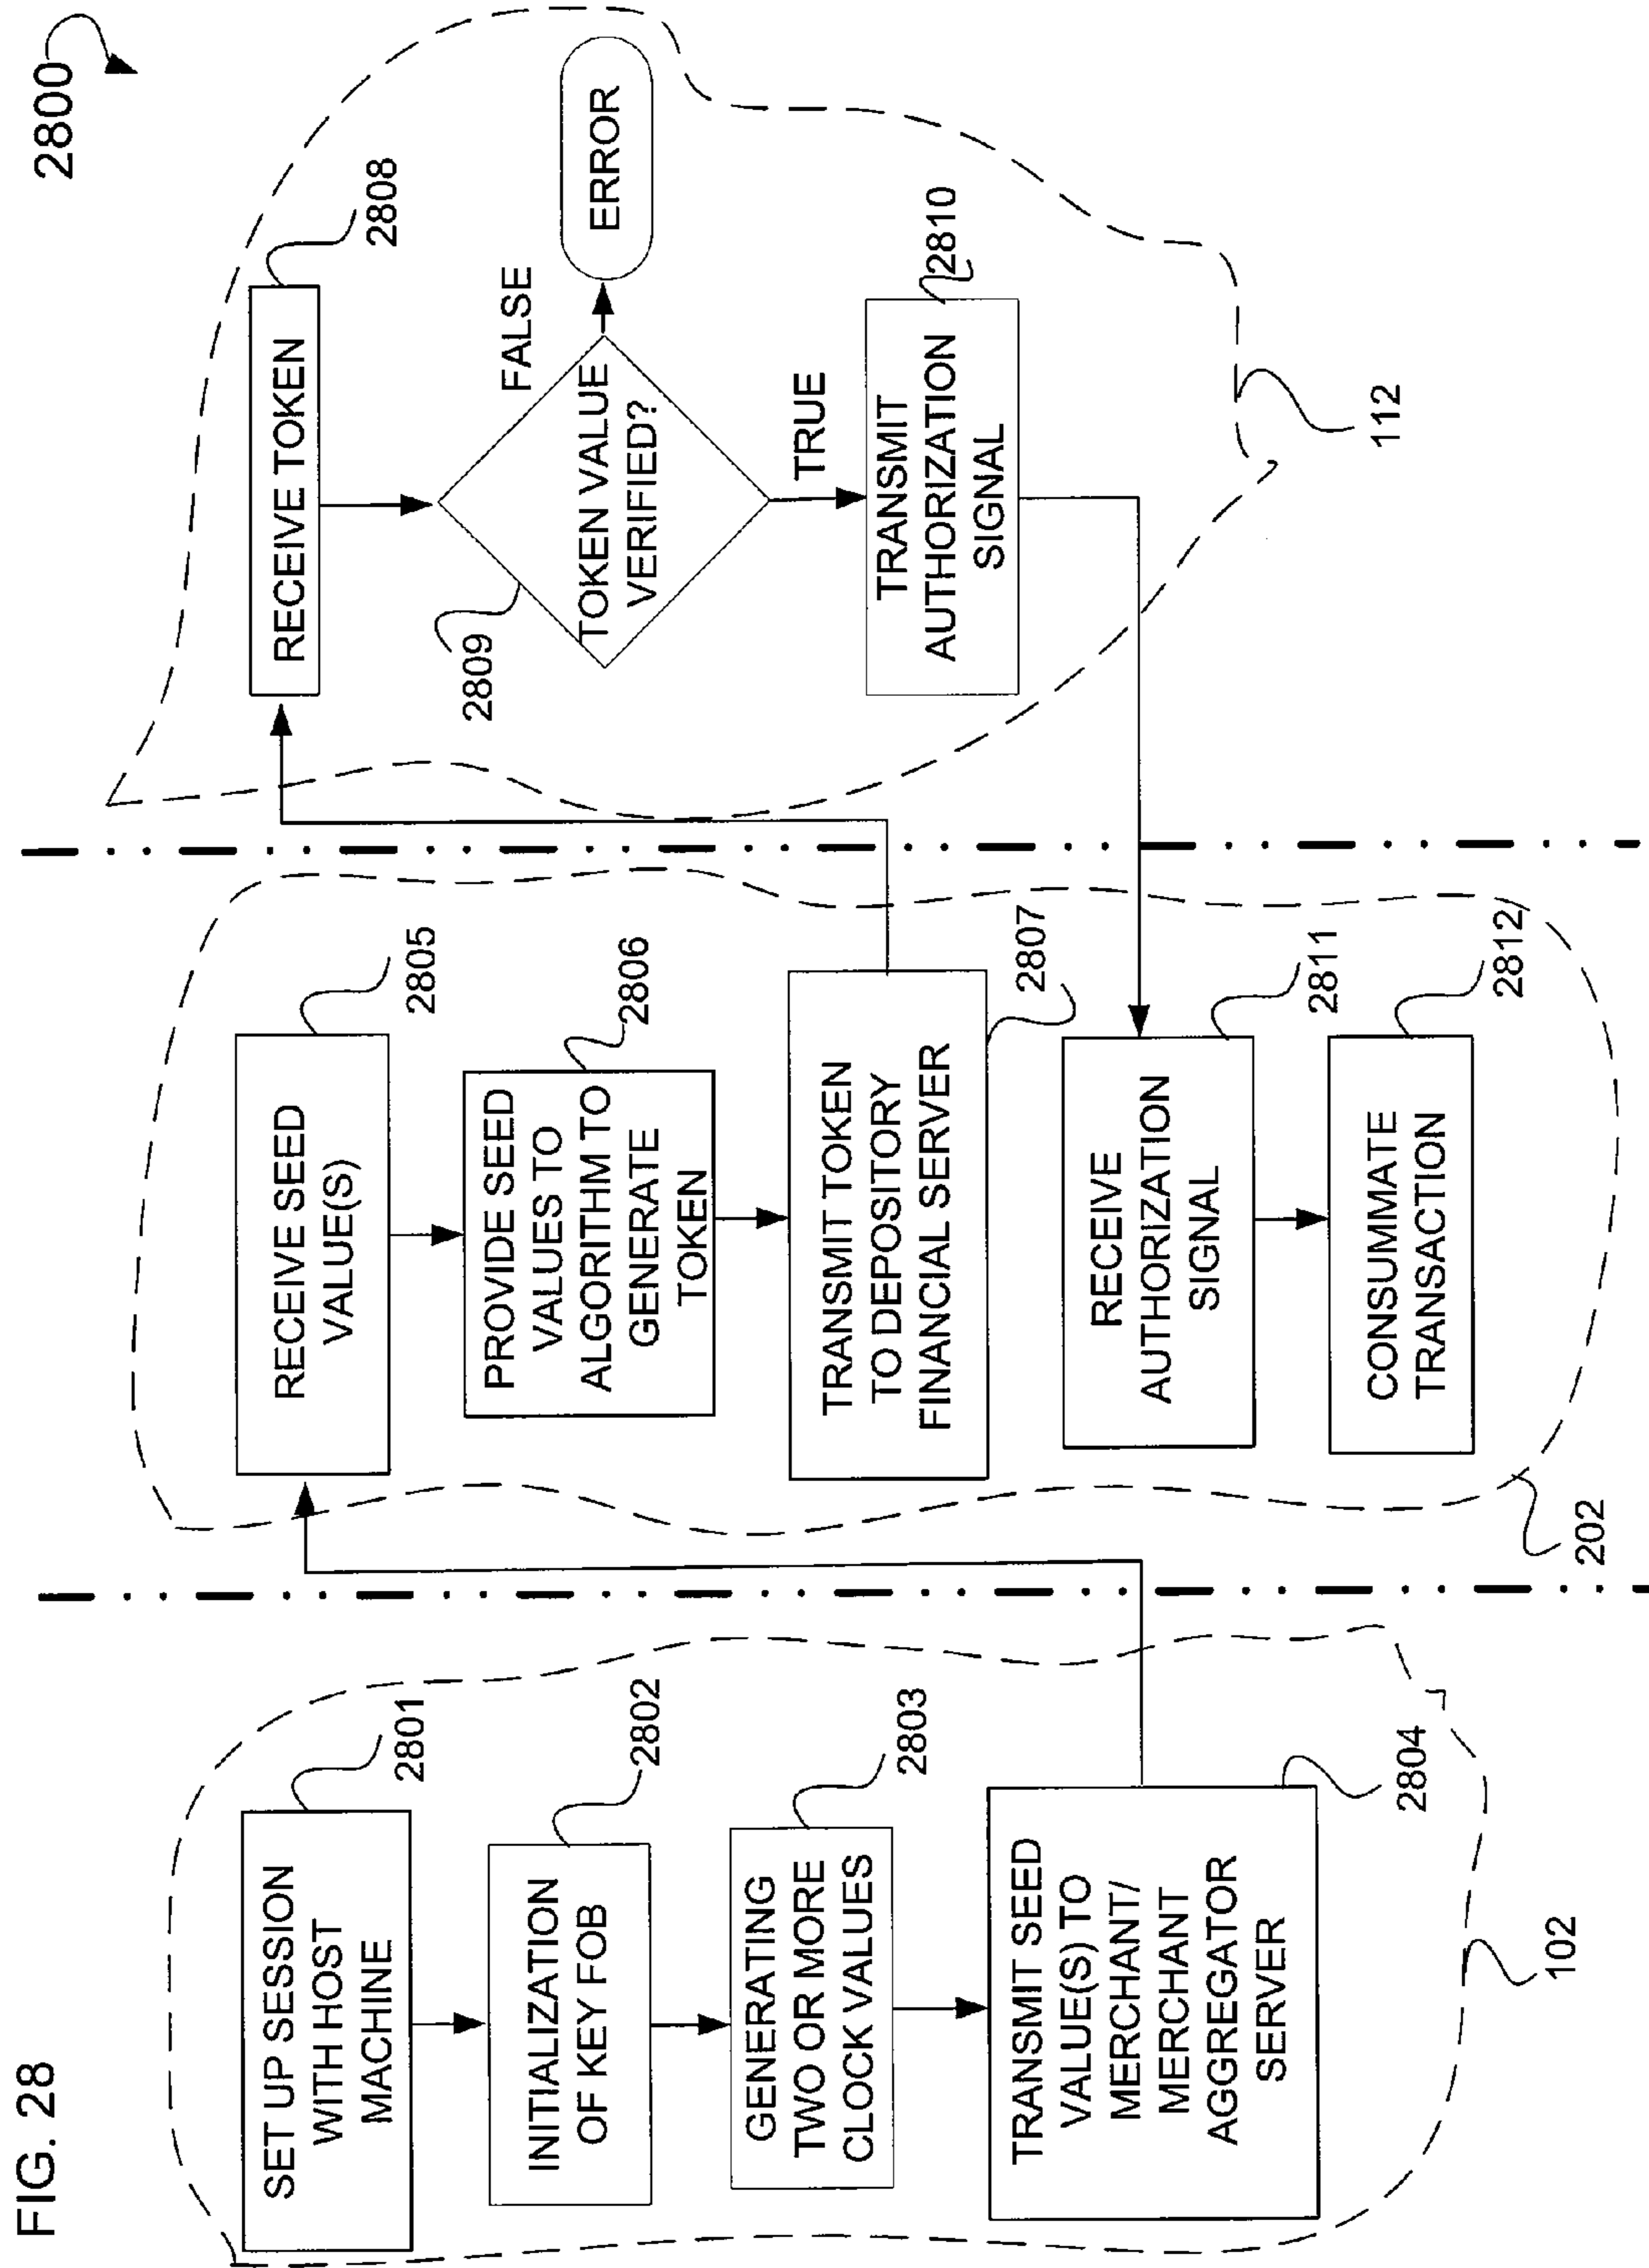 FIG. 28
2800
SET UP SESSION
WITH HOST
MACHINE
2801
INITIALIZATION
OF KEY FOB
2802
GENERATING
TWO OR MORE
CLOCK VALUES
2803
TRANSMIT SEED
VALUE(S) TO
MERCHANT/
MERCHANT
AGGREGATOR
SERVER
2804
102
RECEIVE SEED
VALUE(S)
2805
PROVIDE SEED
VALUES TO
ALGORITHM TO
GENERATE
TOKEN
2806
TRANSMIT TOKEN
TO DEPOSITORY
FINANCIAL SERVER
2807
RECEIVE
AUTHORIZATION
SIGNAL
2811
CONSUMMATE
TRANSACTION
2812
202
RECEIVE TOKEN
2808
TOKEN VALUE
VERIFIED?
2809
FALSE
ERROR
TRUE
TRANSMIT
AUTHORIZATION
SIGNAL
2810
112